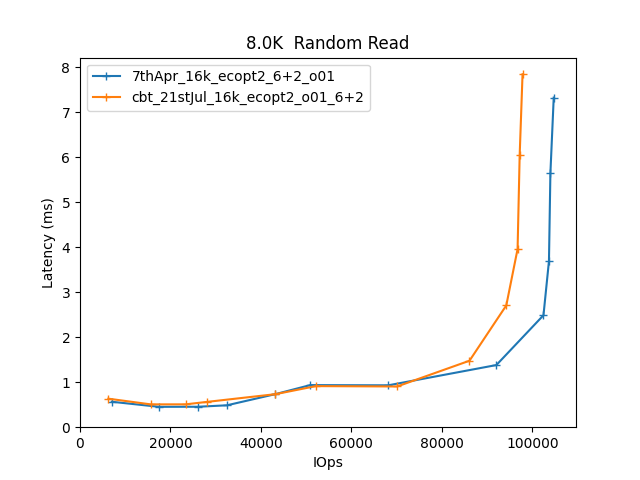 8.0K  Random Read
7thApr_16k_ecopt2_6+2_o01
cbt_21stJul_16k_ecopt2_o01_6+2
8
7
6
5
4
3
2
1
0
Latency (ms)
0 20000 40000 60000 80000 100000
IOps